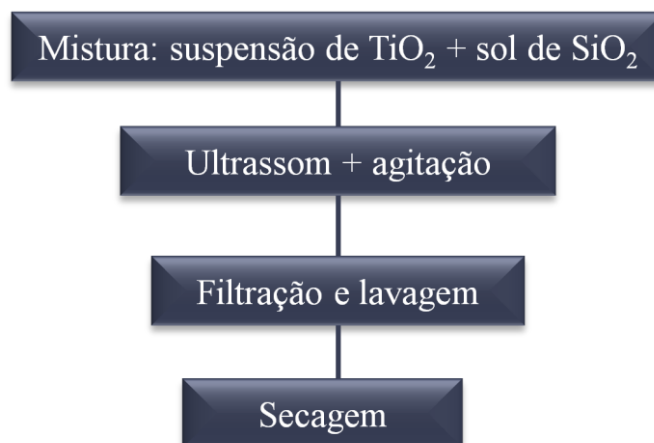 Mistura: suspensão de TiO₂ + sol de SiO₂
Ultrassom + agitação
Filtração e lavagem
Secagem